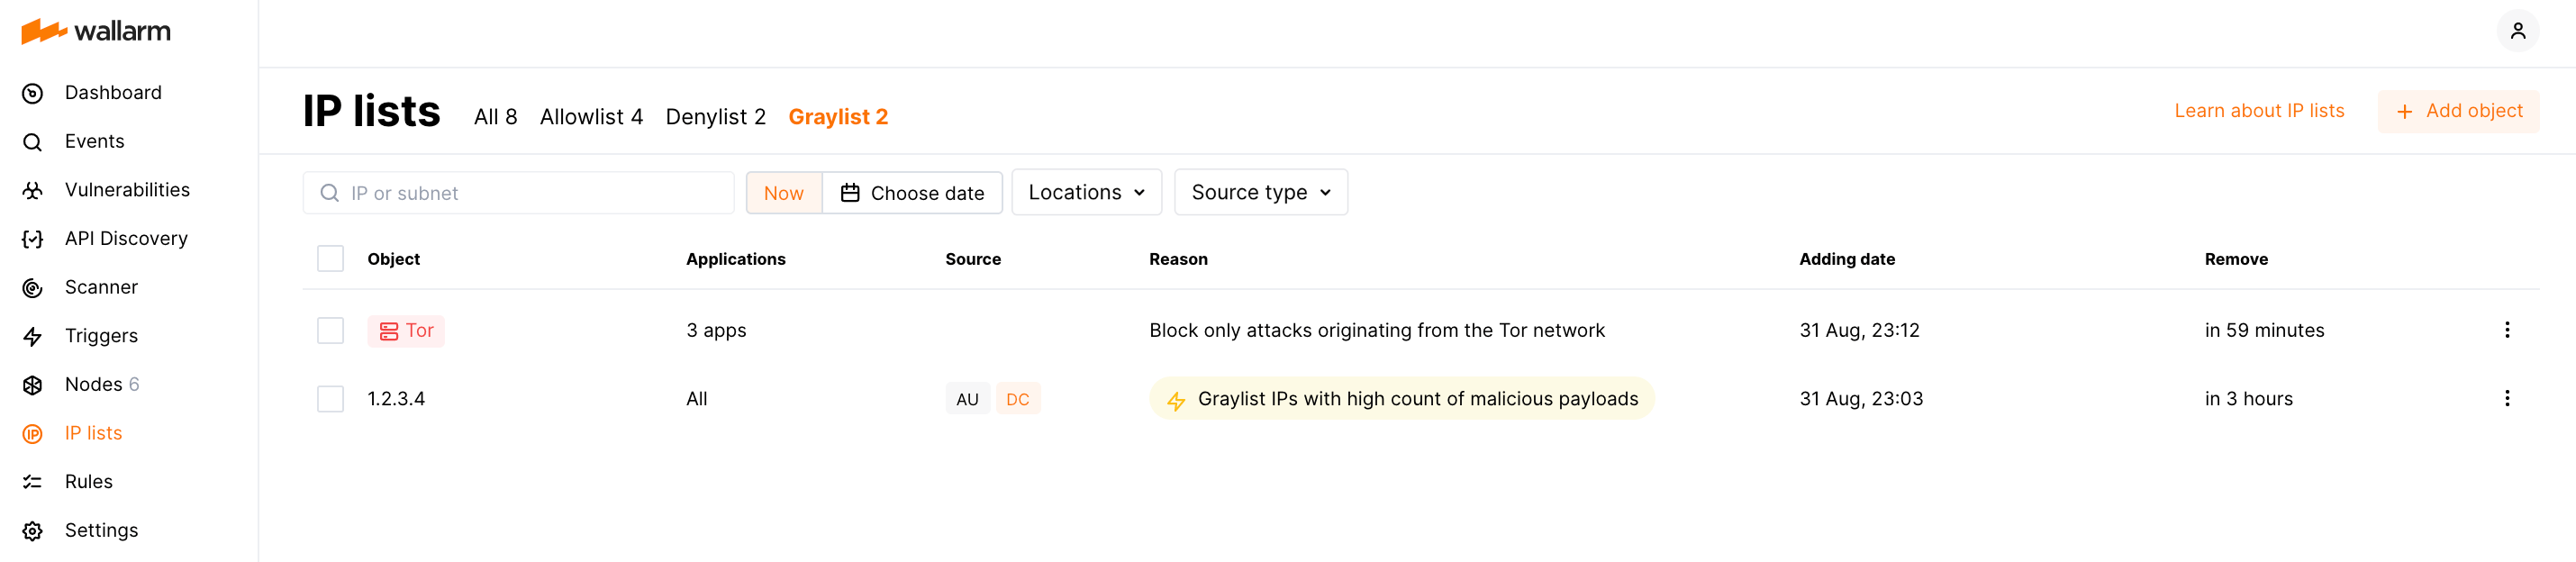 wallarm
Dashboard
Events
Vulnerabilities
API Discovery
Scanner
Triggers
Nodes 6
IP lists
Rules
Settings
IP lists All 8 Allowlist 4 Denylist 2 Graylist 2 Learn about IP lists + Add object
IP or subnet Now Choose date Locations Source type
Object Applications Source Reason Adding date Remove
Tor 3 apps Block only attacks originating from the Tor network 31 Aug, 23:12 in 59 minutes
1.2.3.4 All AU DC Graylist IPs with high count of malicious payloads 31 Aug, 23:03 in 3 hours